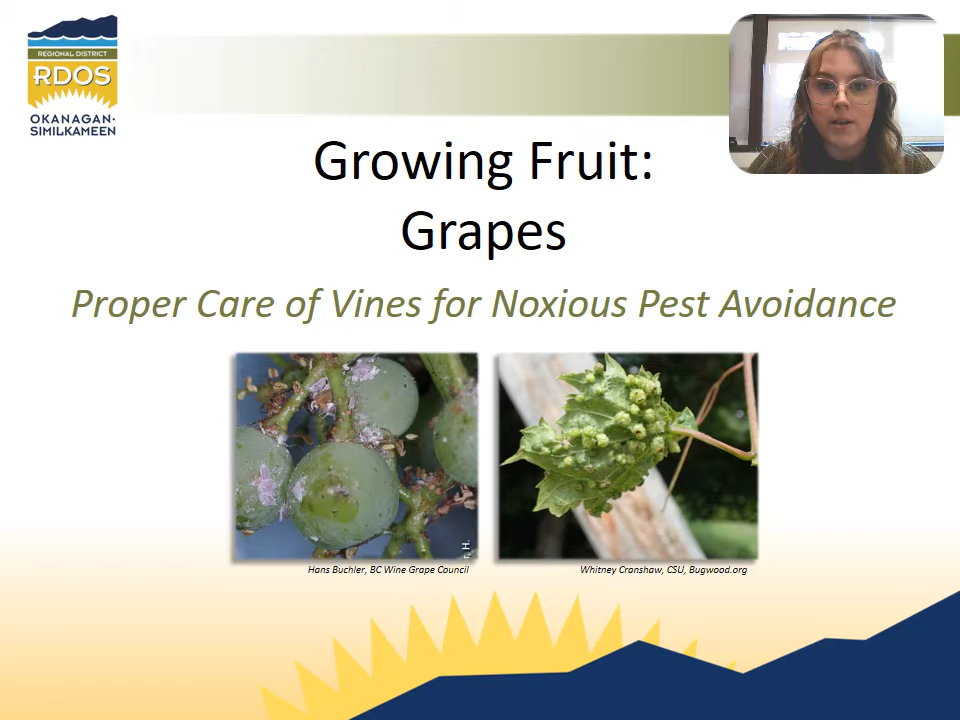 REGIONAL DISTRICT
RDOS
OKANAGAN·
SIMILKAMEEN
Growing Fruit:
Grapes
Proper Care of Vines for Noxious Pest Avoidance
r, H.
Hans Buchler, BC Wine Grape Council
Whitney Cranshaw, CSU, Bugwood.org